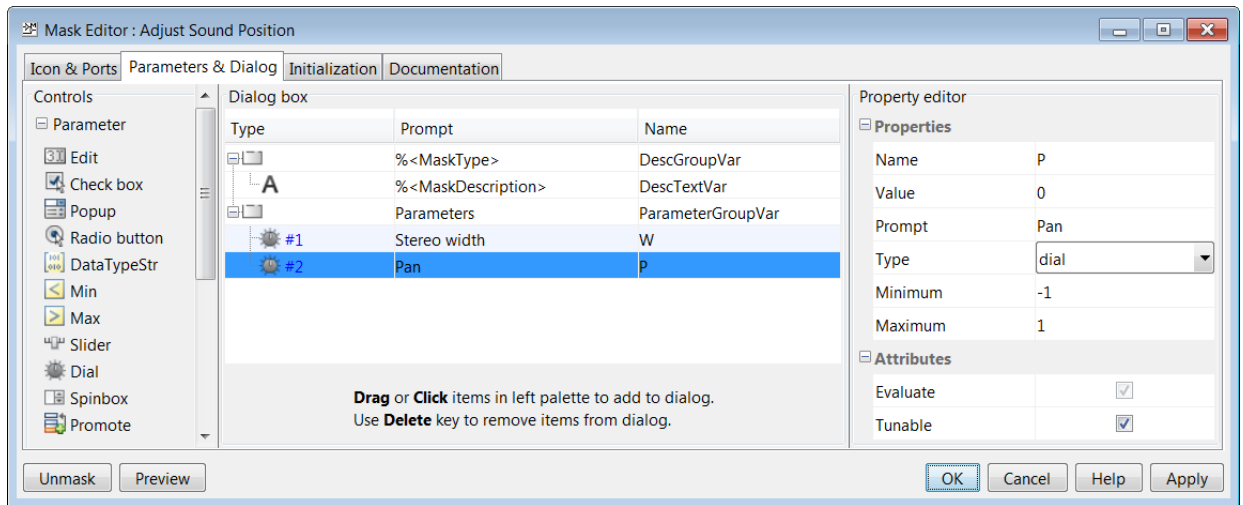 Mask Editor : Adjust Sound Position
Icon & Ports Parameters & Dialog Initialization Documentation
Controls
Parameter
Edit
Check box
Popup
Radio button
DataTypeStr
Min
Max
Slider
Dial
Spinbox
Promote
Dialog box
Type Prompt Name
%<MaskType> DescGroupVar
A %<MaskDescription> DescTextVar
Parameters ParameterGroupVar
#1 Stereo width W
#2 Pan P
Drag or Click items in left palette to add to dialog.
Use Delete key to remove items from dialog.
Property editor
Properties
Name P
Value 0
Prompt Pan
Type dial
Minimum -1
Maximum 1
Attributes
Evaluate
Tunable
Unmask Preview OK Cancel Help Apply